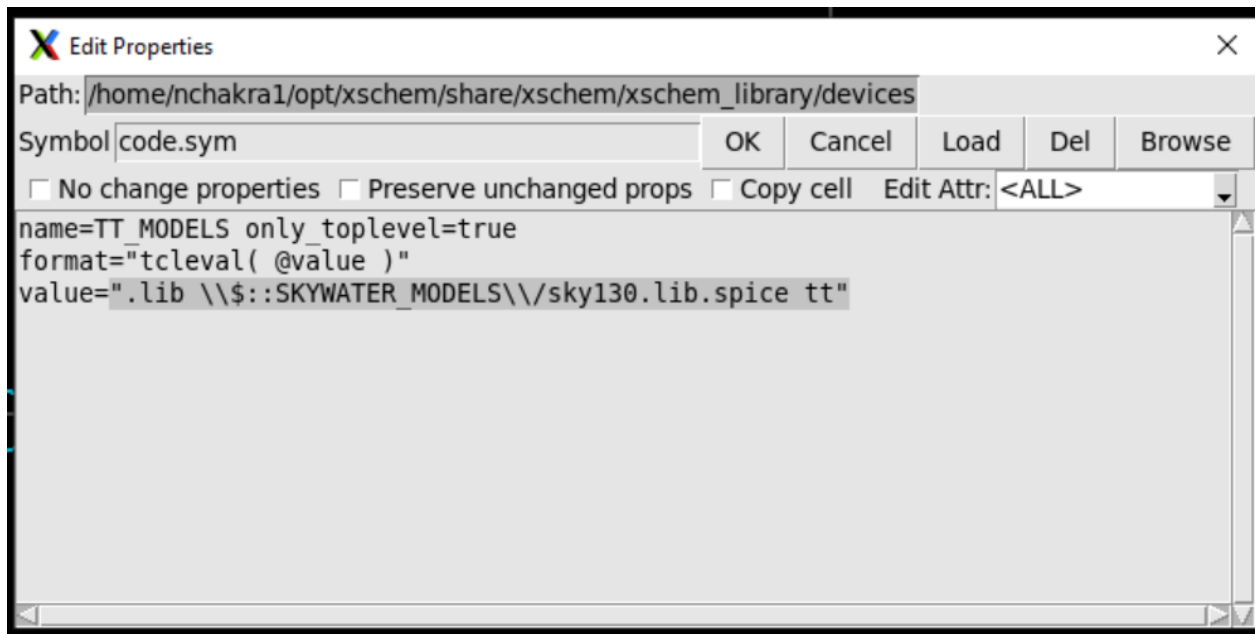 Edit Properties
Path: /home/nchakra1/opt/xschem/share/xschem/xschem_library/devices
Symbol code.sym OK Cancel Load Del Browse
No change properties Preserve unchanged props Copy cell Edit Attr: <ALL>
name=TT_MODELS only_toplevel=true
format="tcleval( @value )"
value=".lib \\$::SKYWATER_MODELS\\/sky130.lib.spice tt"